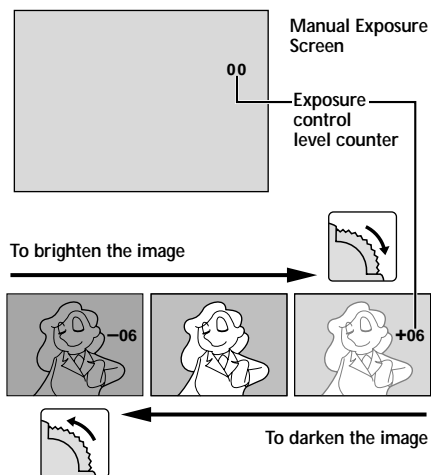 Manual Exposure
Screen
00
Exposure
control
level counter
To brighten the image
–06
+06
To darken the image